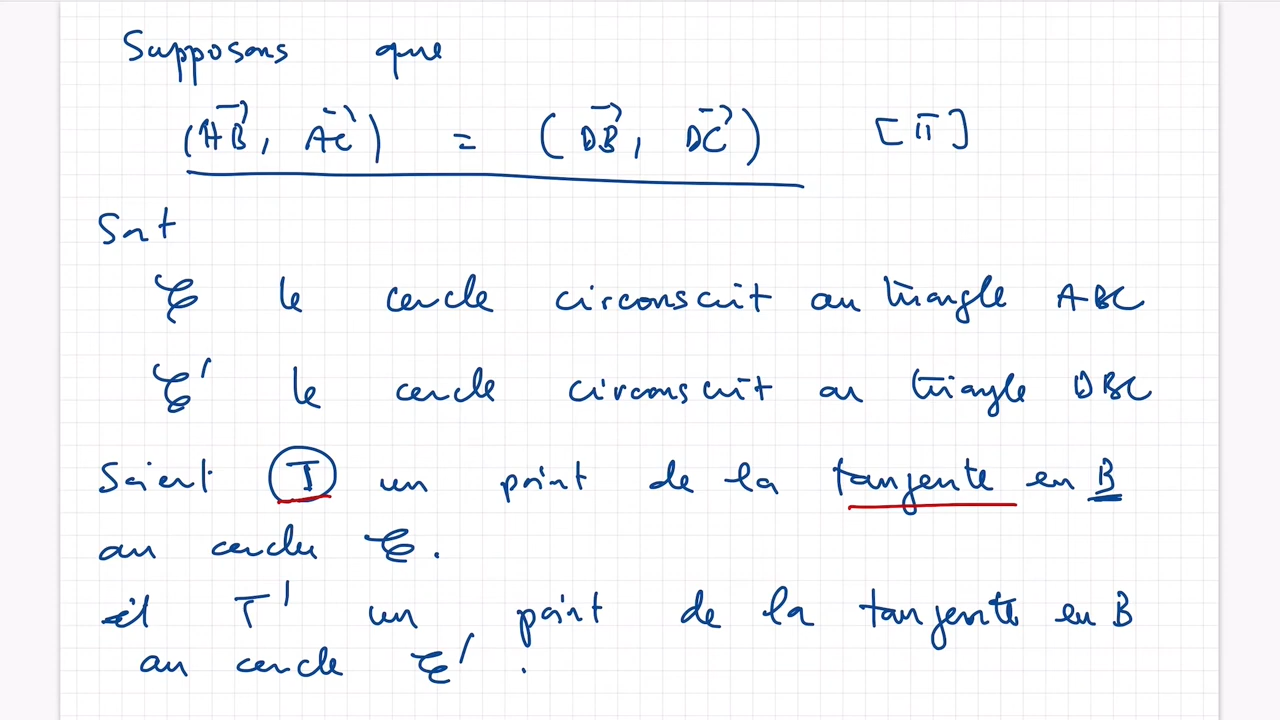 Supposons que
(AB, AC) = (DB, DC) [π]
Soit
C le cercle circonscrit au triangle ABC
C' le cercle circonscrit au triangle DBC
Soient T un point de la tangente en B
au cercle C.
et T' un point de la tangente en B
au cercle C'.